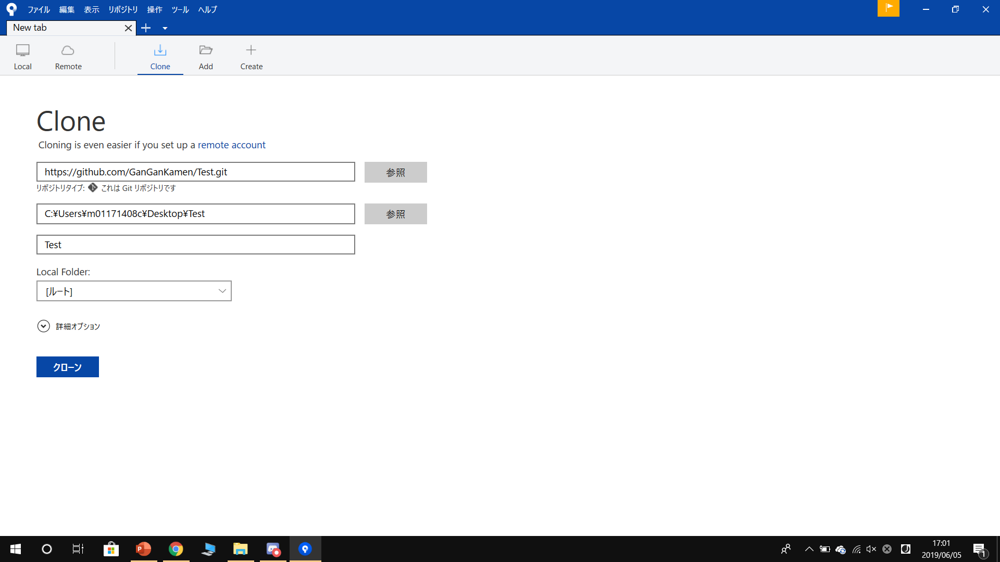 ファイル 編集 表示 リポジトリ 操作 ツール ヘルプ
New tab
Local Remote Clone Add Create
Clone
Cloning is even easier if you set up a remote account
https://github.com/GanGanKamen/Test.git 参照
リポジトリタイプ: これは Git リポジトリです
C:¥Users¥m01171408c¥Desktop¥Test 参照
Test
Local Folder:
[ルート]
詳細オプション
クローン
17:01
2019/06/05
1